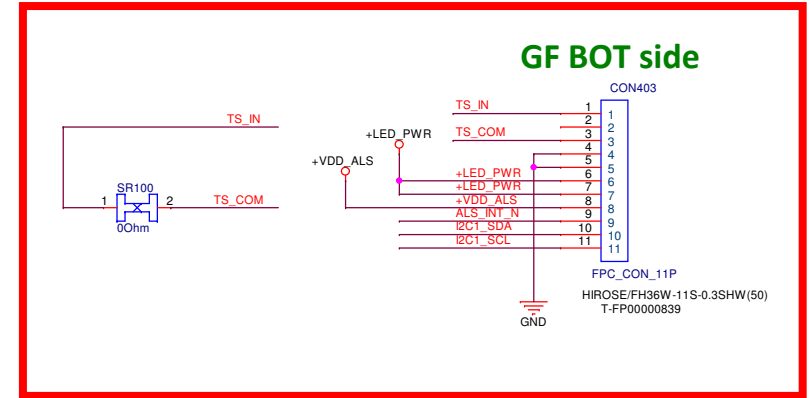 GF BOT side
CON403
TS_IN
1
1
2
2
TS_IN
+LED_PWR
TS_COM
3
3
4
4
+VDD_ALS
5
5
+LED_PWR
6
6
+LED_PWR
7
7
SR100
+VDD_ALS
8
8
1
2
TS_COM
ALS_INT_N
9
9
0Ohm
I2C1_SDA
10
10
I2C1_SCL
11
11
FPC_CON_11P
HIROSE/FH36W-11S-0.3SHW(50)
T-FP00000839
GND